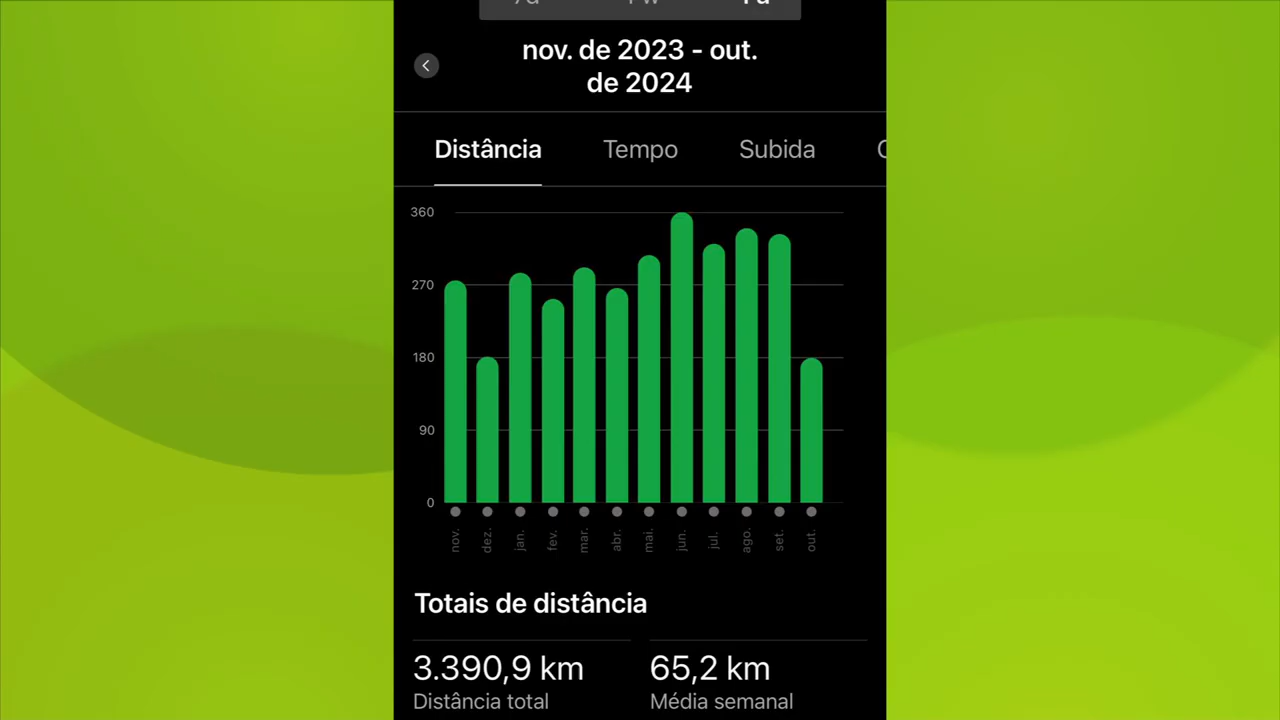 nov. de 2023 - out.
de 2024
Distância Tempo Subida
360
270
180
90
0
nov. dez. jan. fev. mar. abr. mai. jun. jul. ago. set. out.
Totais de distância
3.390,9 km 65,2 km
Distância total Média semanal